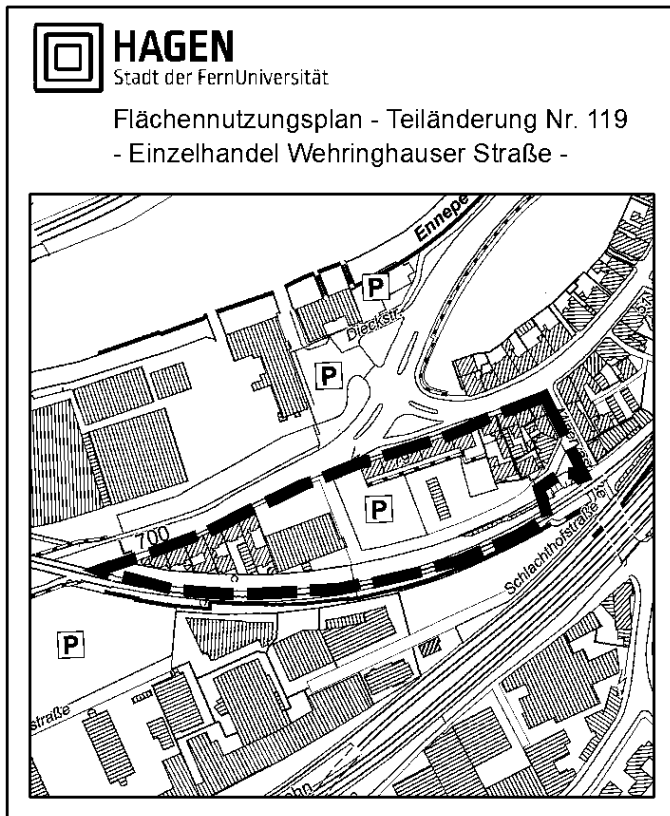 HAGEN
Stadt der FernUniversität
Flächennutzungsplan - Teiländerung Nr. 119
- Einzelhandel Wehringhauser Straße -
Ennepe
P
Dieckstr.
P
P
700
Schlachthofstraße
P
straße